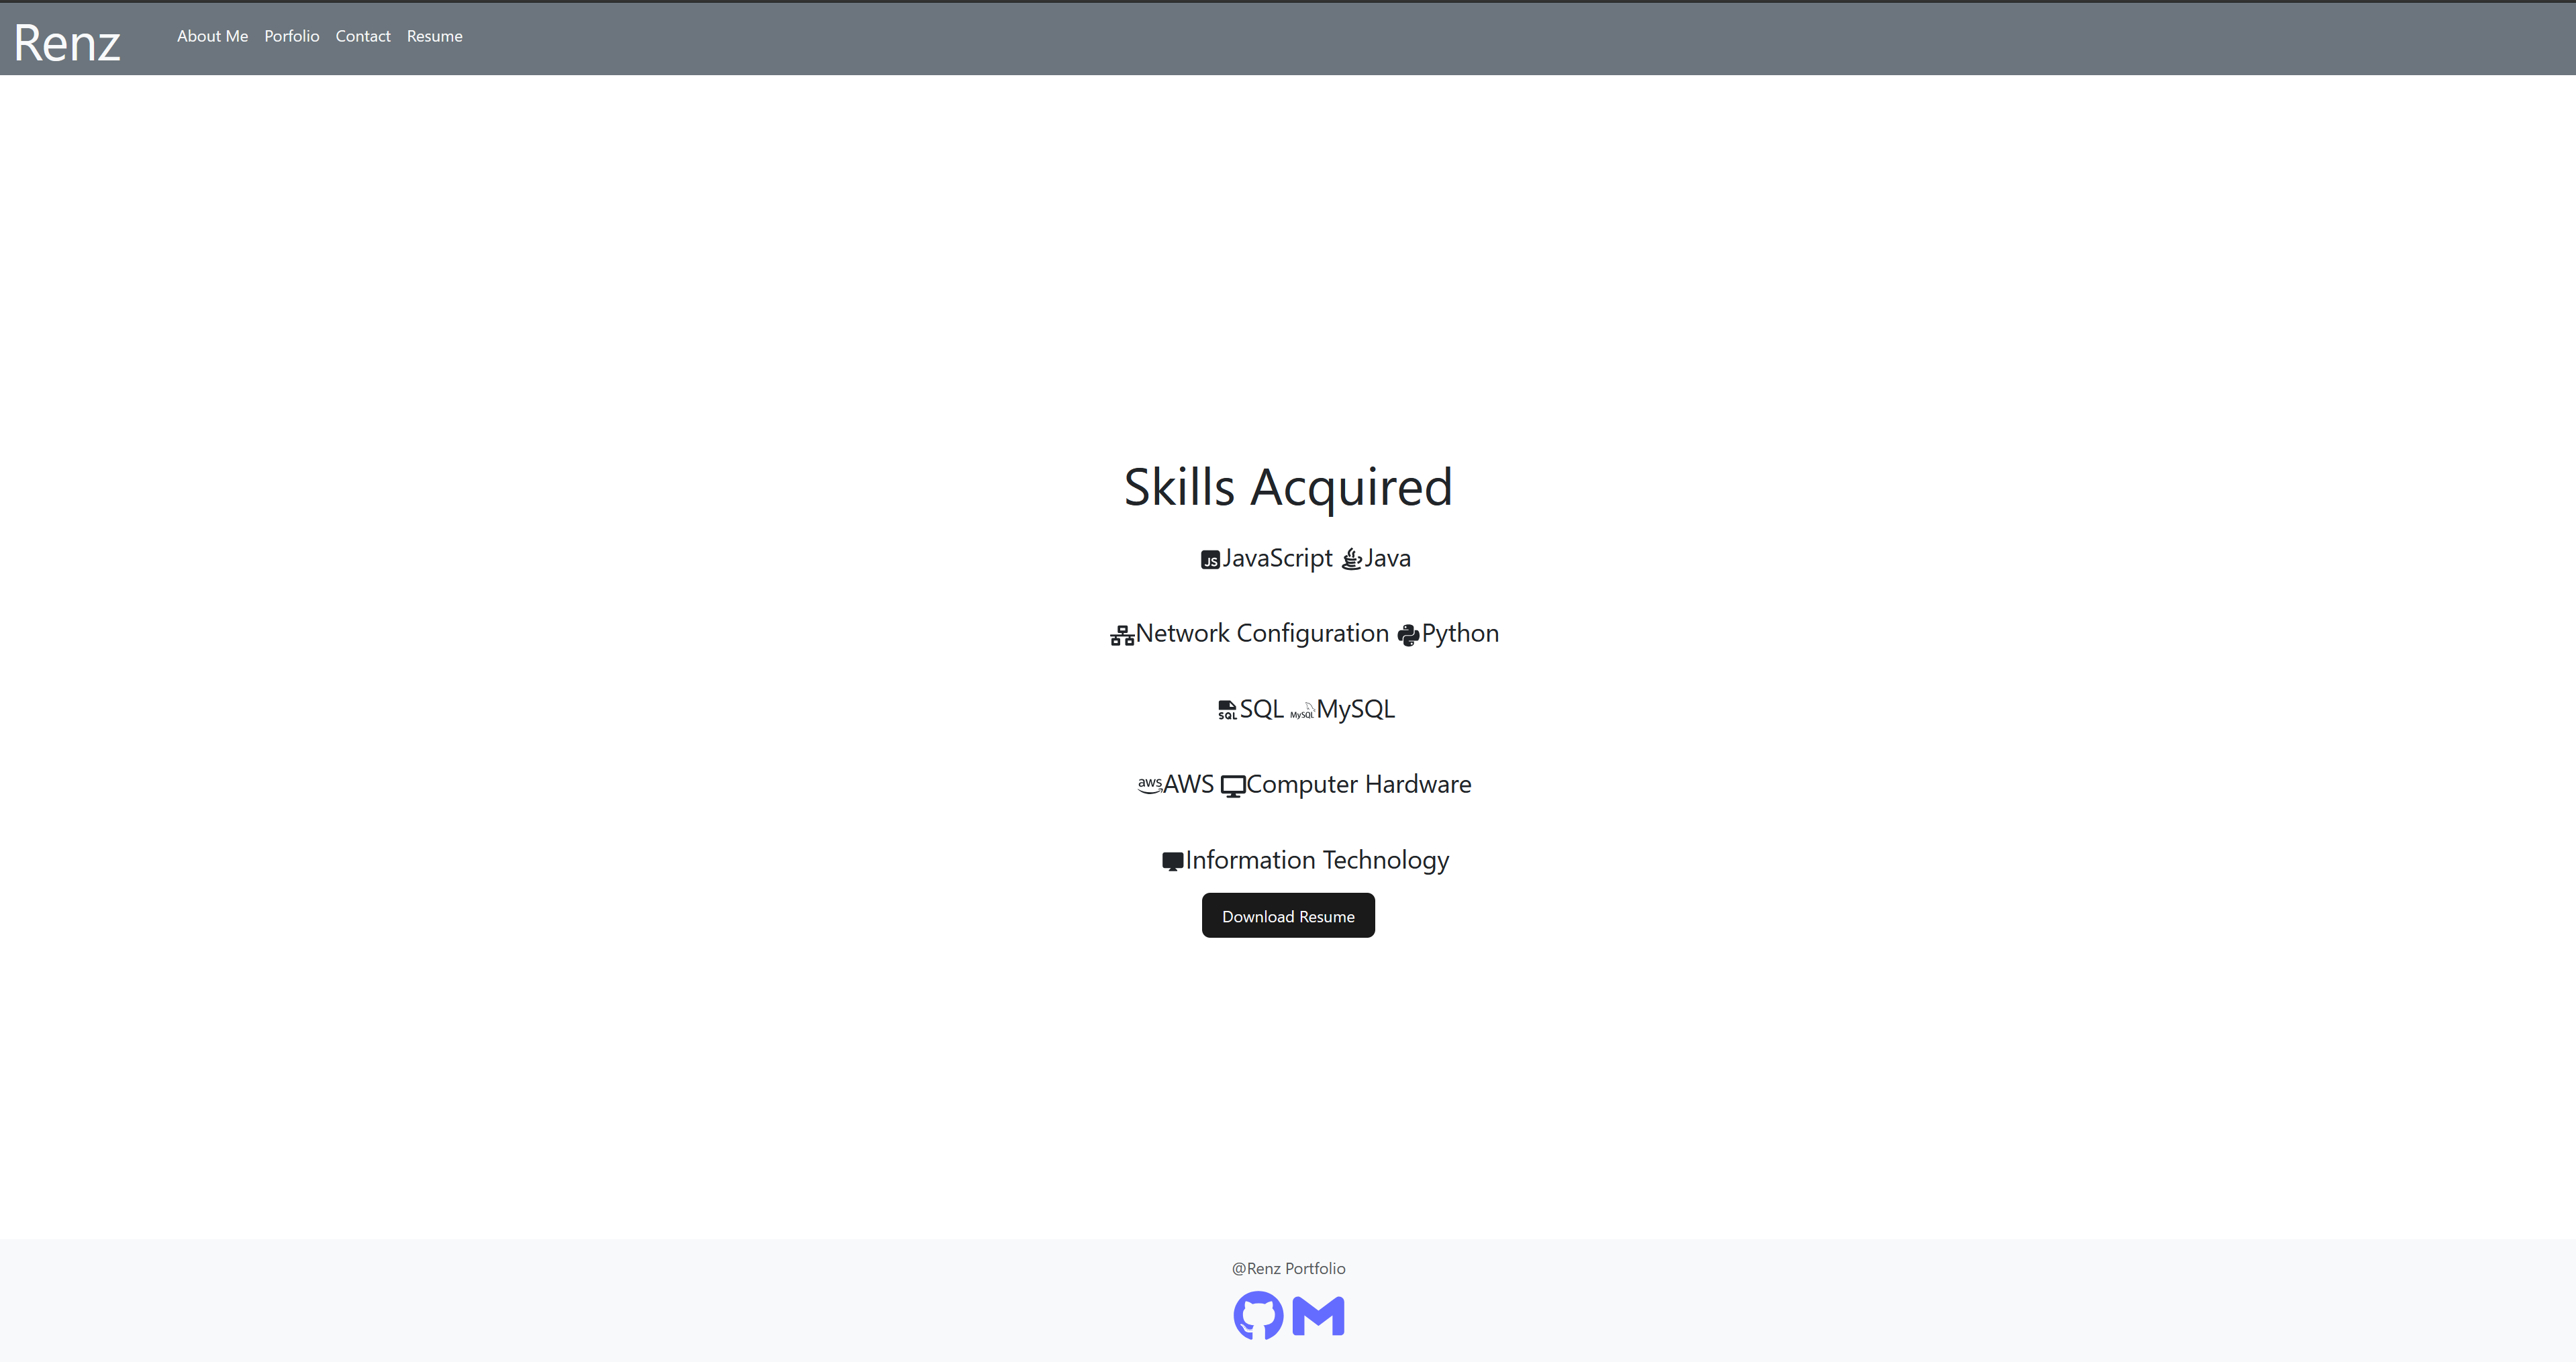 Renz About Me Porfolio Contact Resume
Skills Acquired
JS JavaScript Java
Network Configuration Python
SQL SQL MySQL MySQL
aws AWS Computer Hardware
Information Technology
Download Resume
@Renz Portfolio